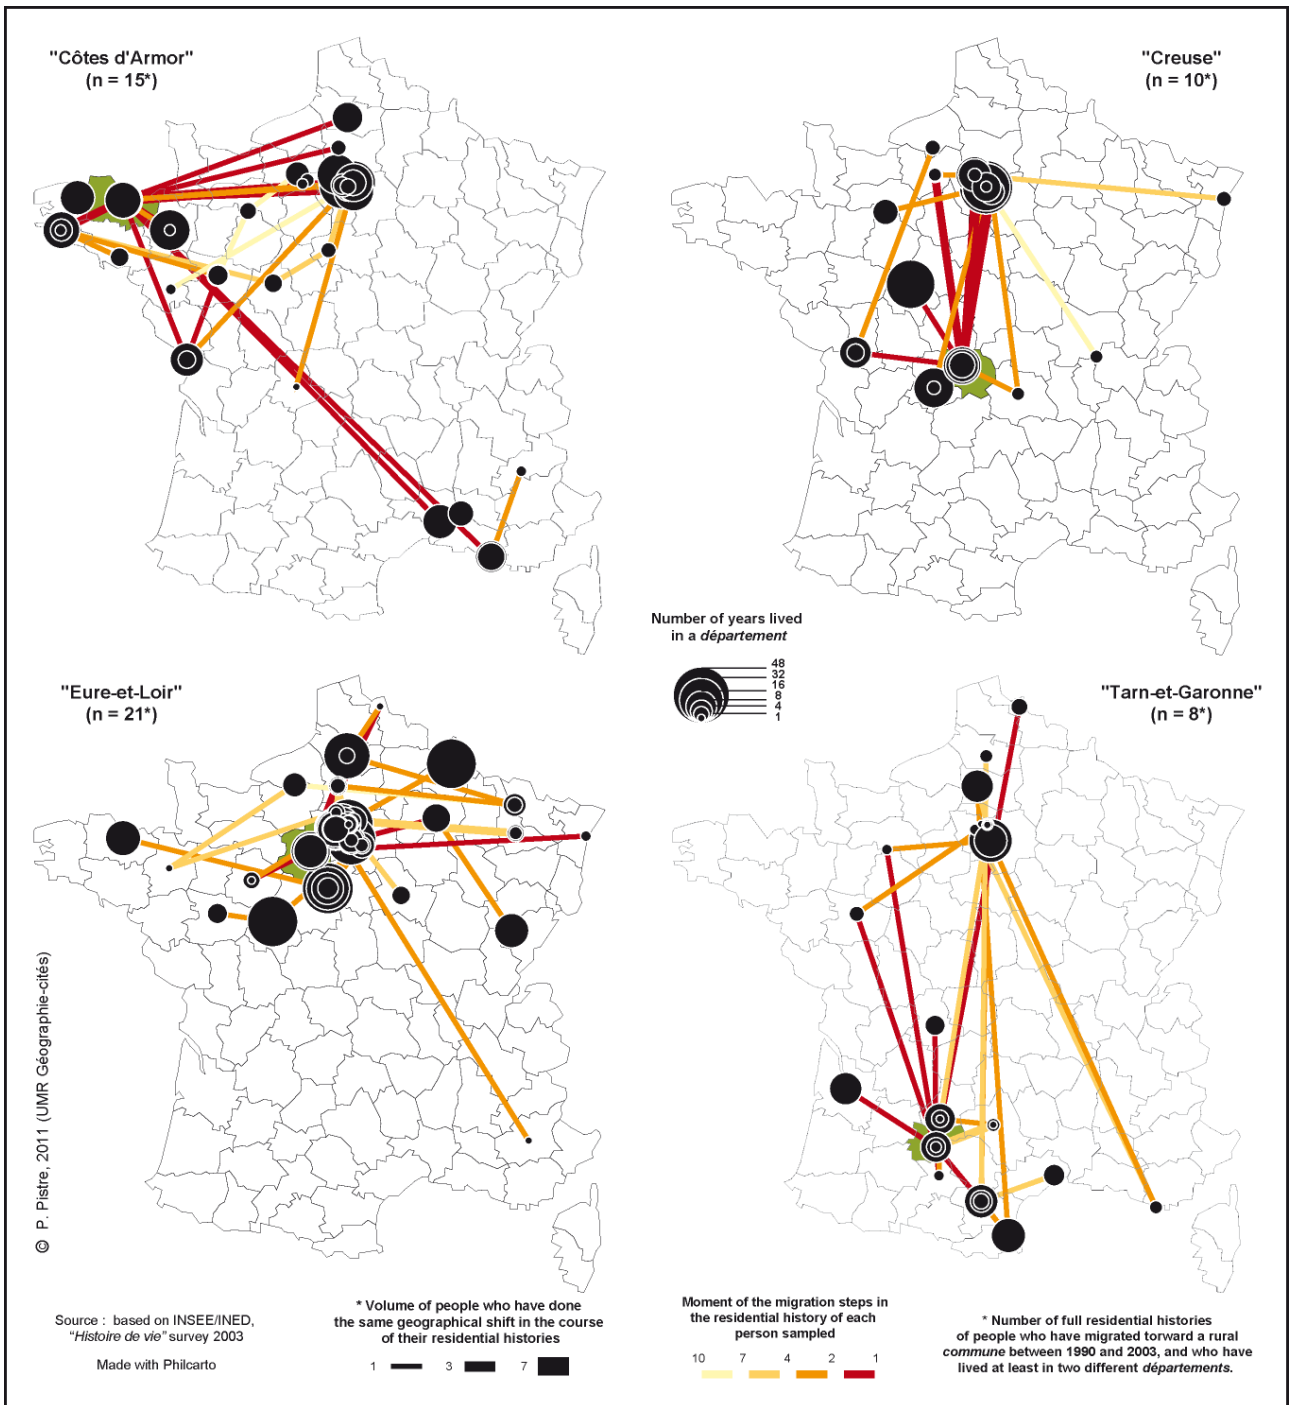 "Côtes d'Armor"
(n = 15*)
"Creuse"
(n = 10*)
Number of years lived
in a département
48
32
16
8
4
1
"Eure-et-Loir"
(n = 21*)
"Tarn-et-Garonne"
(n = 8*)
© P. Pistre, 2011 (UMR Géographie-cités)
Source : based on INSEE/INED,
"Histoire de vie" survey 2003
Made with Philcarto
* Volume of people who have done
the same geographical shift in the course
of their residential histories
1 3 7
Moment of the migration steps in
the residential history of each
person sampled
10 7 4 2 1
* Number of full residential histories
of people who have migrated toward a rural
commune between 1990 and 2003, and who have
lived at least in two different départements.